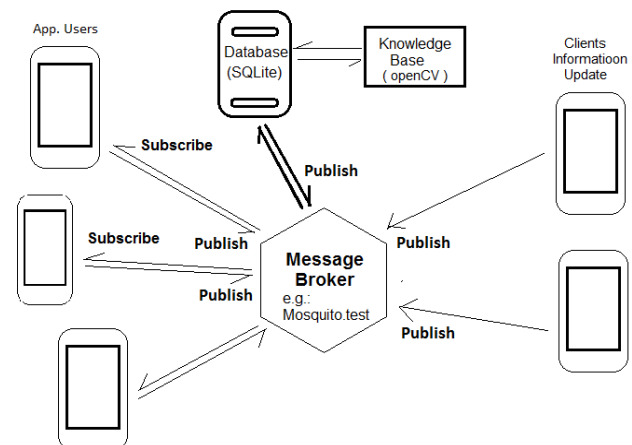 App. Users
Database
(SQLite)
Knowledge
Base
( openCV )
Clients
Informatioon
Update
Subscribe
Publish
Subscribe
Publish
Publish
Publish
Publish
Message
Broker
e.g.:
Mosquito.test